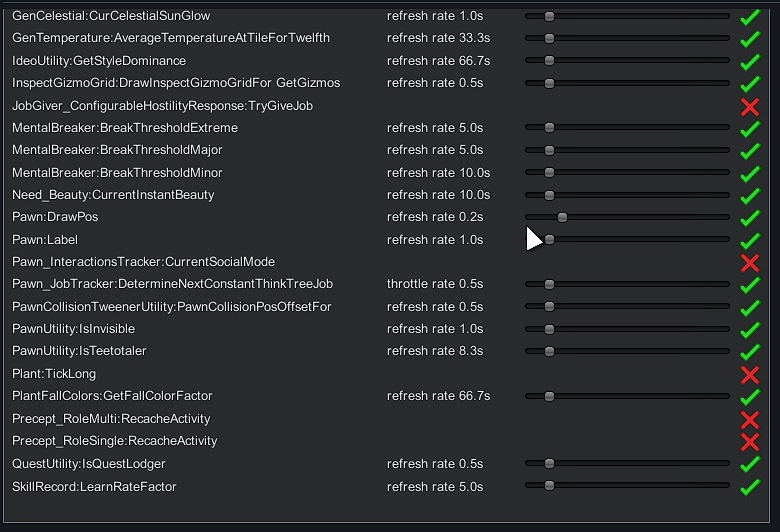 GenCelestial:CurCelestialSunGlow refresh rate 1.0s
GenTemperature:AverageTemperatureAtTileForTwelfth refresh rate 33.3s
IdeoUtility:GetStyleDominance refresh rate 66.7s
InspectGizmoGrid:DrawInspectGizmoGridFor GetGizmos refresh rate 0.5s
JobGiver_ConfigurableHostilityResponse:TryGiveJob
MentalBreaker:BreakThresholdExtreme refresh rate 5.0s
MentalBreaker:BreakThresholdMajor refresh rate 5.0s
MentalBreaker:BreakThresholdMinor refresh rate 10.0s
Need_Beauty:CurrentInstantBeauty refresh rate 10.0s
Pawn:DrawPos refresh rate 0.2s
Pawn:Label refresh rate 1.0s
Pawn_InteractionsTracker:CurrentSocialMode
Pawn_JobTracker:DetermineNextConstantThinkTreeJob throttle rate 0.5s
PawnCollisionTweenerUtility:PawnCollisionPosOffsetFor refresh rate 0.5s
PawnUtility:IsInvisible refresh rate 1.0s
PawnUtility:IsTeetotaler refresh rate 8.3s
Plant:TickLong
PlantFallColors:GetFallColorFactor refresh rate 66.7s
Precept_RoleMulti:RecacheActivity
Precept_RoleSingle:RecacheActivity
QuestUtility:IsQuestLodger refresh rate 0.5s
SkillRecord:LearnRateFactor refresh rate 5.0s